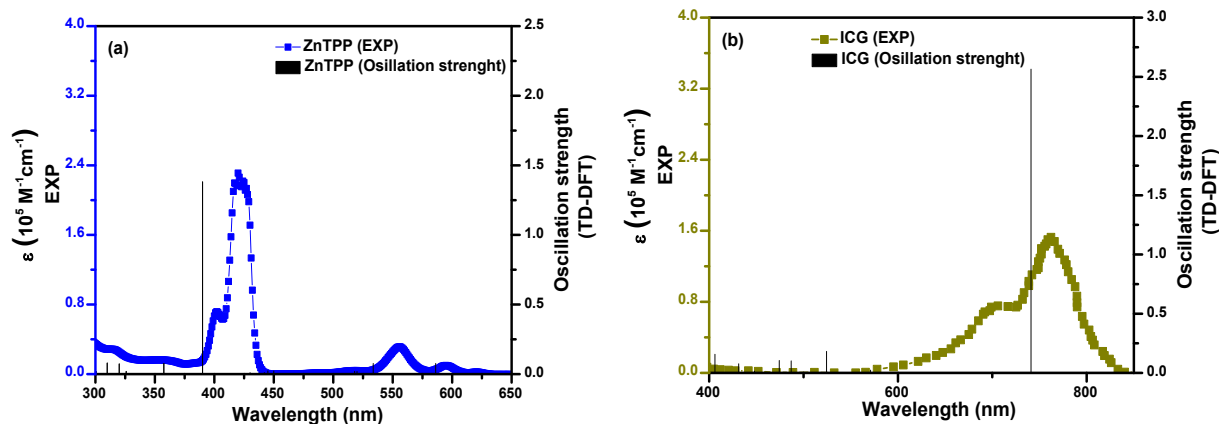 (a)
ZnTPP (EXP)
ZnTPP (Osillation strenght)
4.0
3.2
2.4
1.6
0.8
0.0
ε (10⁵ M⁻¹cm⁻¹)
EXP
2.5
2.0
1.5
1.0
0.5
0.0
Oscillation strength
(TD-DFT)
300 350 400 450 500 550 600 650
Wavelength (nm)
(b)
ICG (EXP)
ICG (Osillation strenght)
4.0
3.2
2.4
1.6
0.8
0.0
ε (10⁵ M⁻¹cm⁻¹)
EXP
3.0
2.5
2.0
1.5
1.0
0.5
0.0
Oscillation strength
(TD-DFT)
400 600 800
Wavelength (nm)